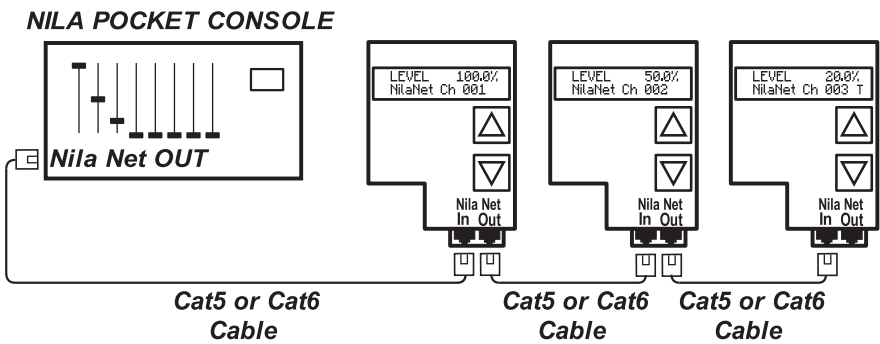 NILA POCKET CONSOLE
Nila Net OUT
LEVEL 100.0%
NilaNet Ch 001
Nila Net
In Out
LEVEL 50.0%
NilaNet Ch 002
Nila Net
In Out
LEVEL 20.0%
NilaNet Ch 003 T
Nila Net
In Out
Cat5 or Cat6
Cable
Cat5 or Cat6
Cable
Cat5 or Cat6
Cable